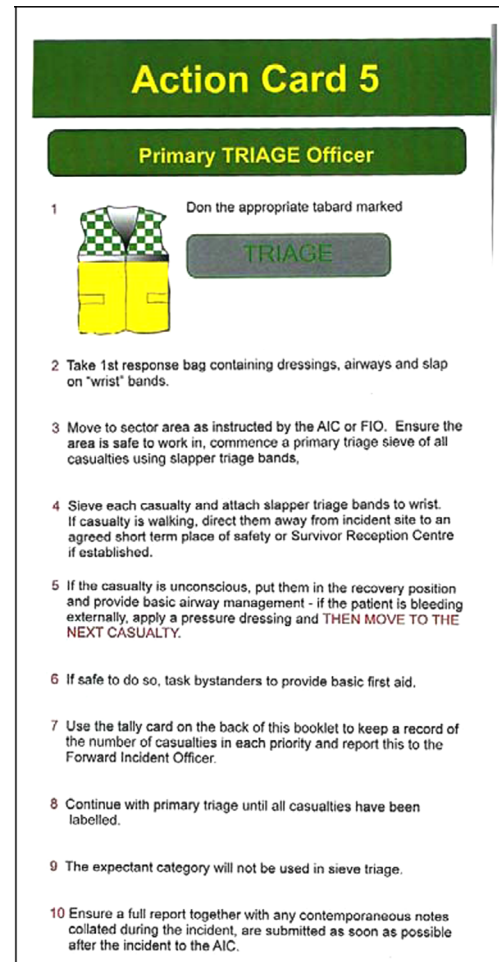 Action Card 5
Primary TRIAGE Officer
1 Don the appropriate tabard marked
TRIAGE
2 Take 1st response bag containing dressings, airways and slap
on "wrist" bands.
3 Move to sector area as instructed by the AIC or FIO. Ensure the
area is safe to work in, commence a primary triage sieve of all
casualties using slapper triage bands,
4 Sieve each casualty and attach slapper triage bands to wrist.
If casualty is walking, direct them away from incident site to an
agreed short term place of safety or Survivor Reception Centre
if established.
5 If the casualty is unconscious, put them in the recovery position
and provide basic airway management - if the patient is bleeding
externally, apply a pressure dressing and THEN MOVE TO THE
NEXT CASUALTY.
6 If safe to do so, task bystanders to provide basic first aid.
7 Use the tally card on the back of this booklet to keep a record of
the number of casualties in each priority and report this to the
Forward Incident Officer.
8 Continue with primary triage until all casualties have been
labelled.
9 The expectant category will not be used in sieve triage.
10 Ensure a full report together with any contemporaneous notes
collated during the incident, are submitted as soon as possible
after the incident to the AIC.